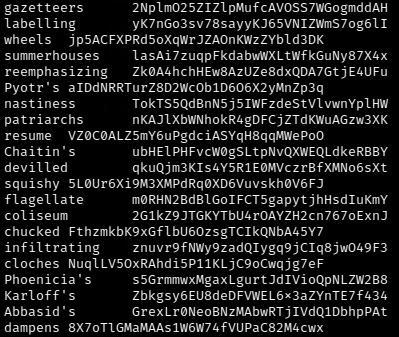 gazetteers 2NplmO25ZIZlpMufcAVOSS7WGogmddAH
labelling yK7nGo3sv78sayyKJ65VNIZWmS7og6lI
wheels jp5ACFXPRd5oXqWrJZAOnKWzZYbld3DK
summerhouses lasAi7zuqpFkdabwWXLtWfkGuNy87X4x
reemphasizing Zk0A4hchHEw8AzUZe8dxQDA7GtjE4UFu
Pyotr's aIDdNRRTurZ8D2WcOb1D6O6X2yMnZp3q
nastiness TokTS5QdBnN5j5IWFzdeStVlvwnYplHW
patriarchs nKAJlXbWNhokR4gDFCjZTdKWuAGzw3XK
resume VZ0C0ALZ5mY6uPgdciASYqH8qqMWePoO
Chaitin's ubHElPHFvcW0gSLtpNvQXWEQLdkeRBBY
devilled qkuQjm3KIs4Y5R1E0MVczrBfXMNo6sXt
squishy 5L0Ur6Xi9M3XMPdRq0XD6Vuvskh0V6FJ
flagellate m0RHN2BdBlGoIFCT5gapytjhHsdIuKmY
coliseum 2G1kZ9JTGKYTbU4rOAYZH2cn767oExnJ
chucked FthzmkbK9xGflbU6OzsgTCIkQNbA45Y7
infiltrating znuvr9fNWy9zadQIygq9jCIq8jwO49F3
cloches NuqlLV5OxRAhdi5P11KLjC9oCwqjg7eF
Phoenicia's s5GrmmwxMgaxLgurtJdIVioQpNLZW2B8
Karloff's Zbkgsy6EU8deDFVWEL6×3aZYnTE7f434
Abbasid's GrexLr0NeoBNzMAbwRTjIVdQ1DbhpPAt
dampens 8X7oTlGMaMAAs1W6W74fVUPaC82M4cwx